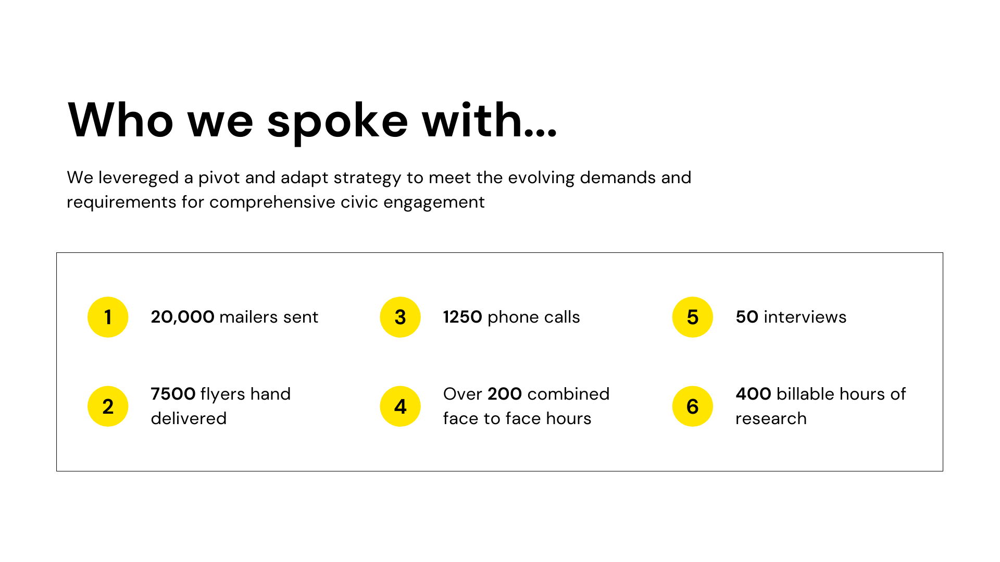 Who we spoke with...
We levereged a pivot and adapt strategy to meet the evolving demands and
requirements for comprehensive civic engagement
1
20,000 mailers sent
2
7500 flyers hand
delivered
3
1250 phone calls
4
Over 200 combined
face to face hours
5
50 interviews
6
400 billable hours of
research